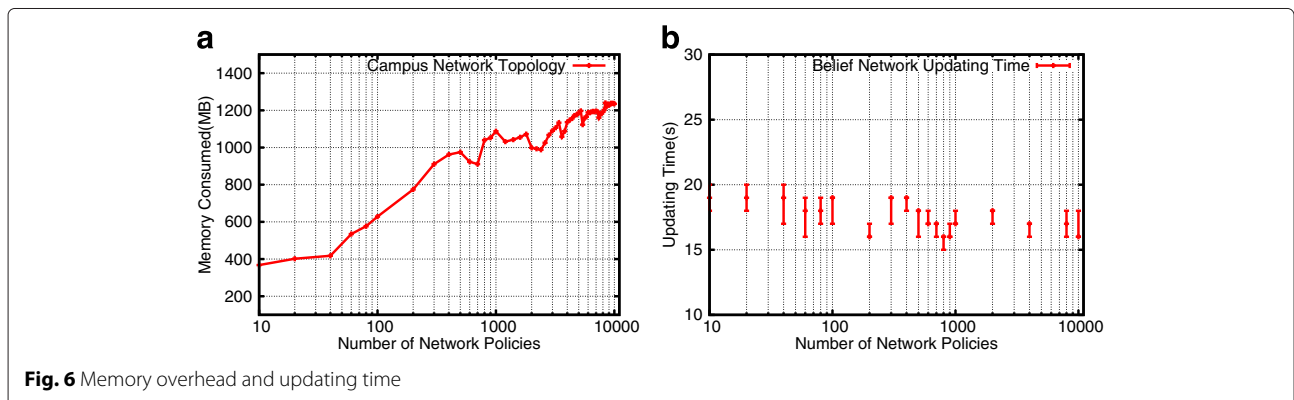 a
Campus Network Topology
1400
1200
1000
800
600
400
200
Memory Consumed(MB)
10 100 1000 10000
Number of Network Policies
b
Belief Network Updating Time
30
25
20
15
10
Updating Time(s)
10 100 1000 10000
Number of Network Policies
Fig. 6 Memory overhead and updating time